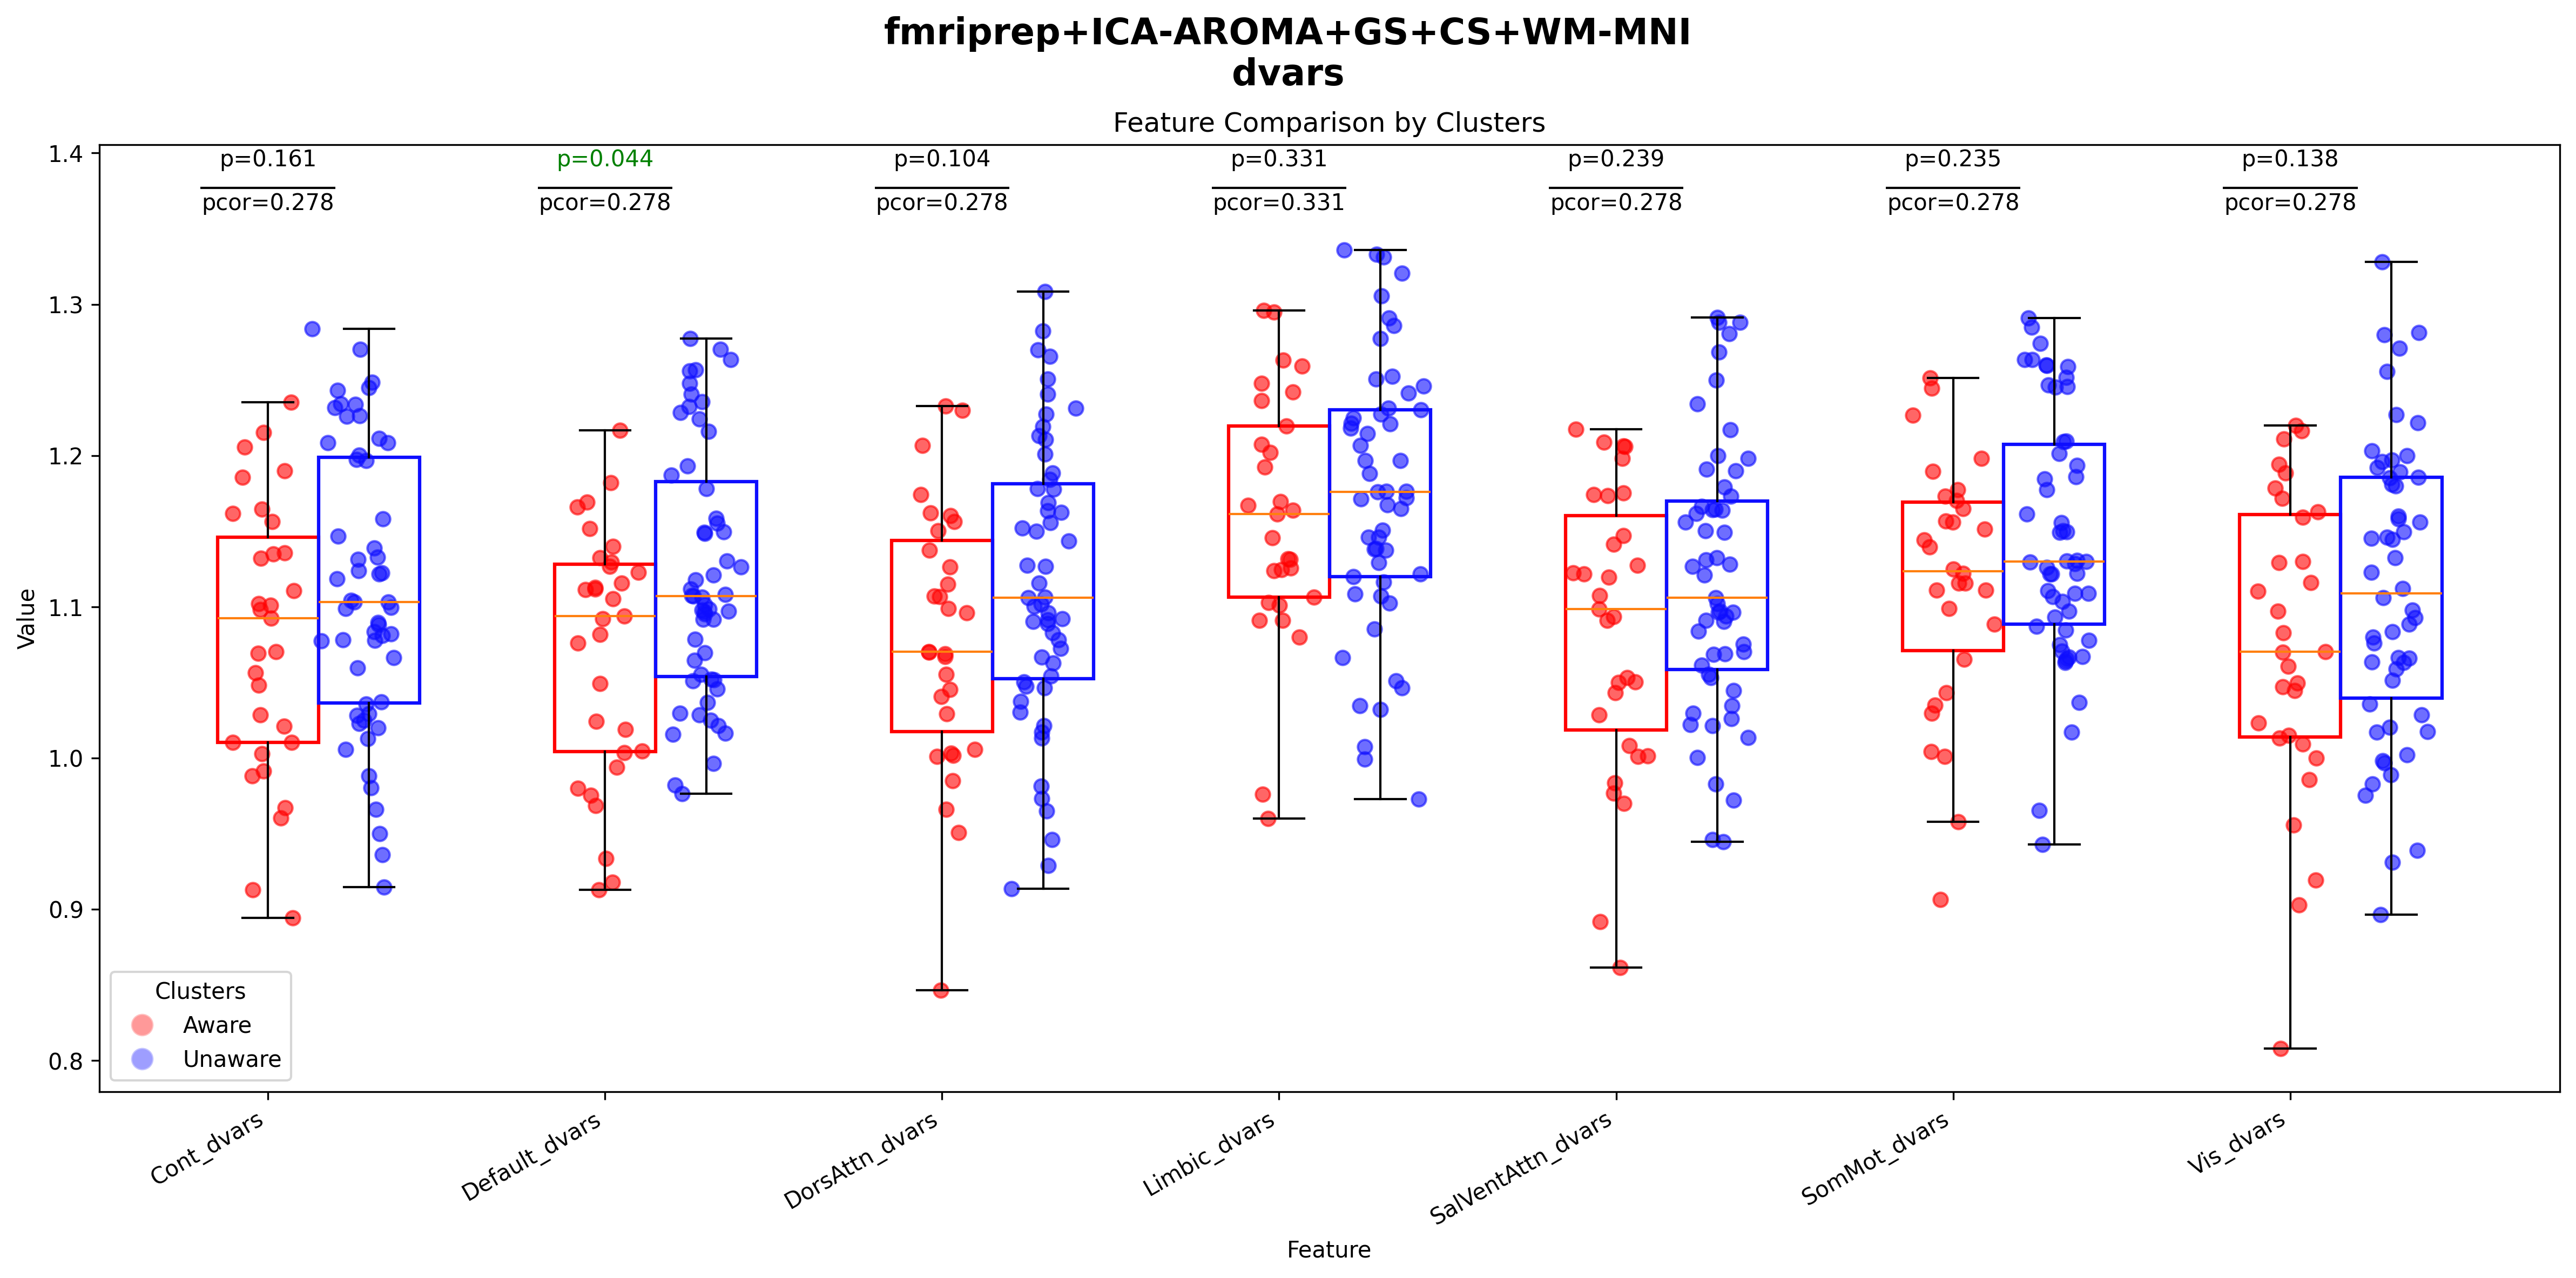 fmriprep+ICA-AROMA+GS+CS+WM-MNI
dvars
Feature Comparison by Clusters
p=0.161 p=0.044 p=0.104 p=0.331 p=0.239 p=0.235 p=0.138
pcor=0.278 pcor=0.278 pcor=0.278 pcor=0.331 pcor=0.278 pcor=0.278 pcor=0.278
1.4
1.3
1.2
1.1
1.0
0.9
0.8
Value
Clusters
Aware
Unaware
Cont_dvars Default_dvars DorsAttn_dvars Limbic_dvars SalVentAttn_dvars SomMot_dvars Vis_dvars
Feature